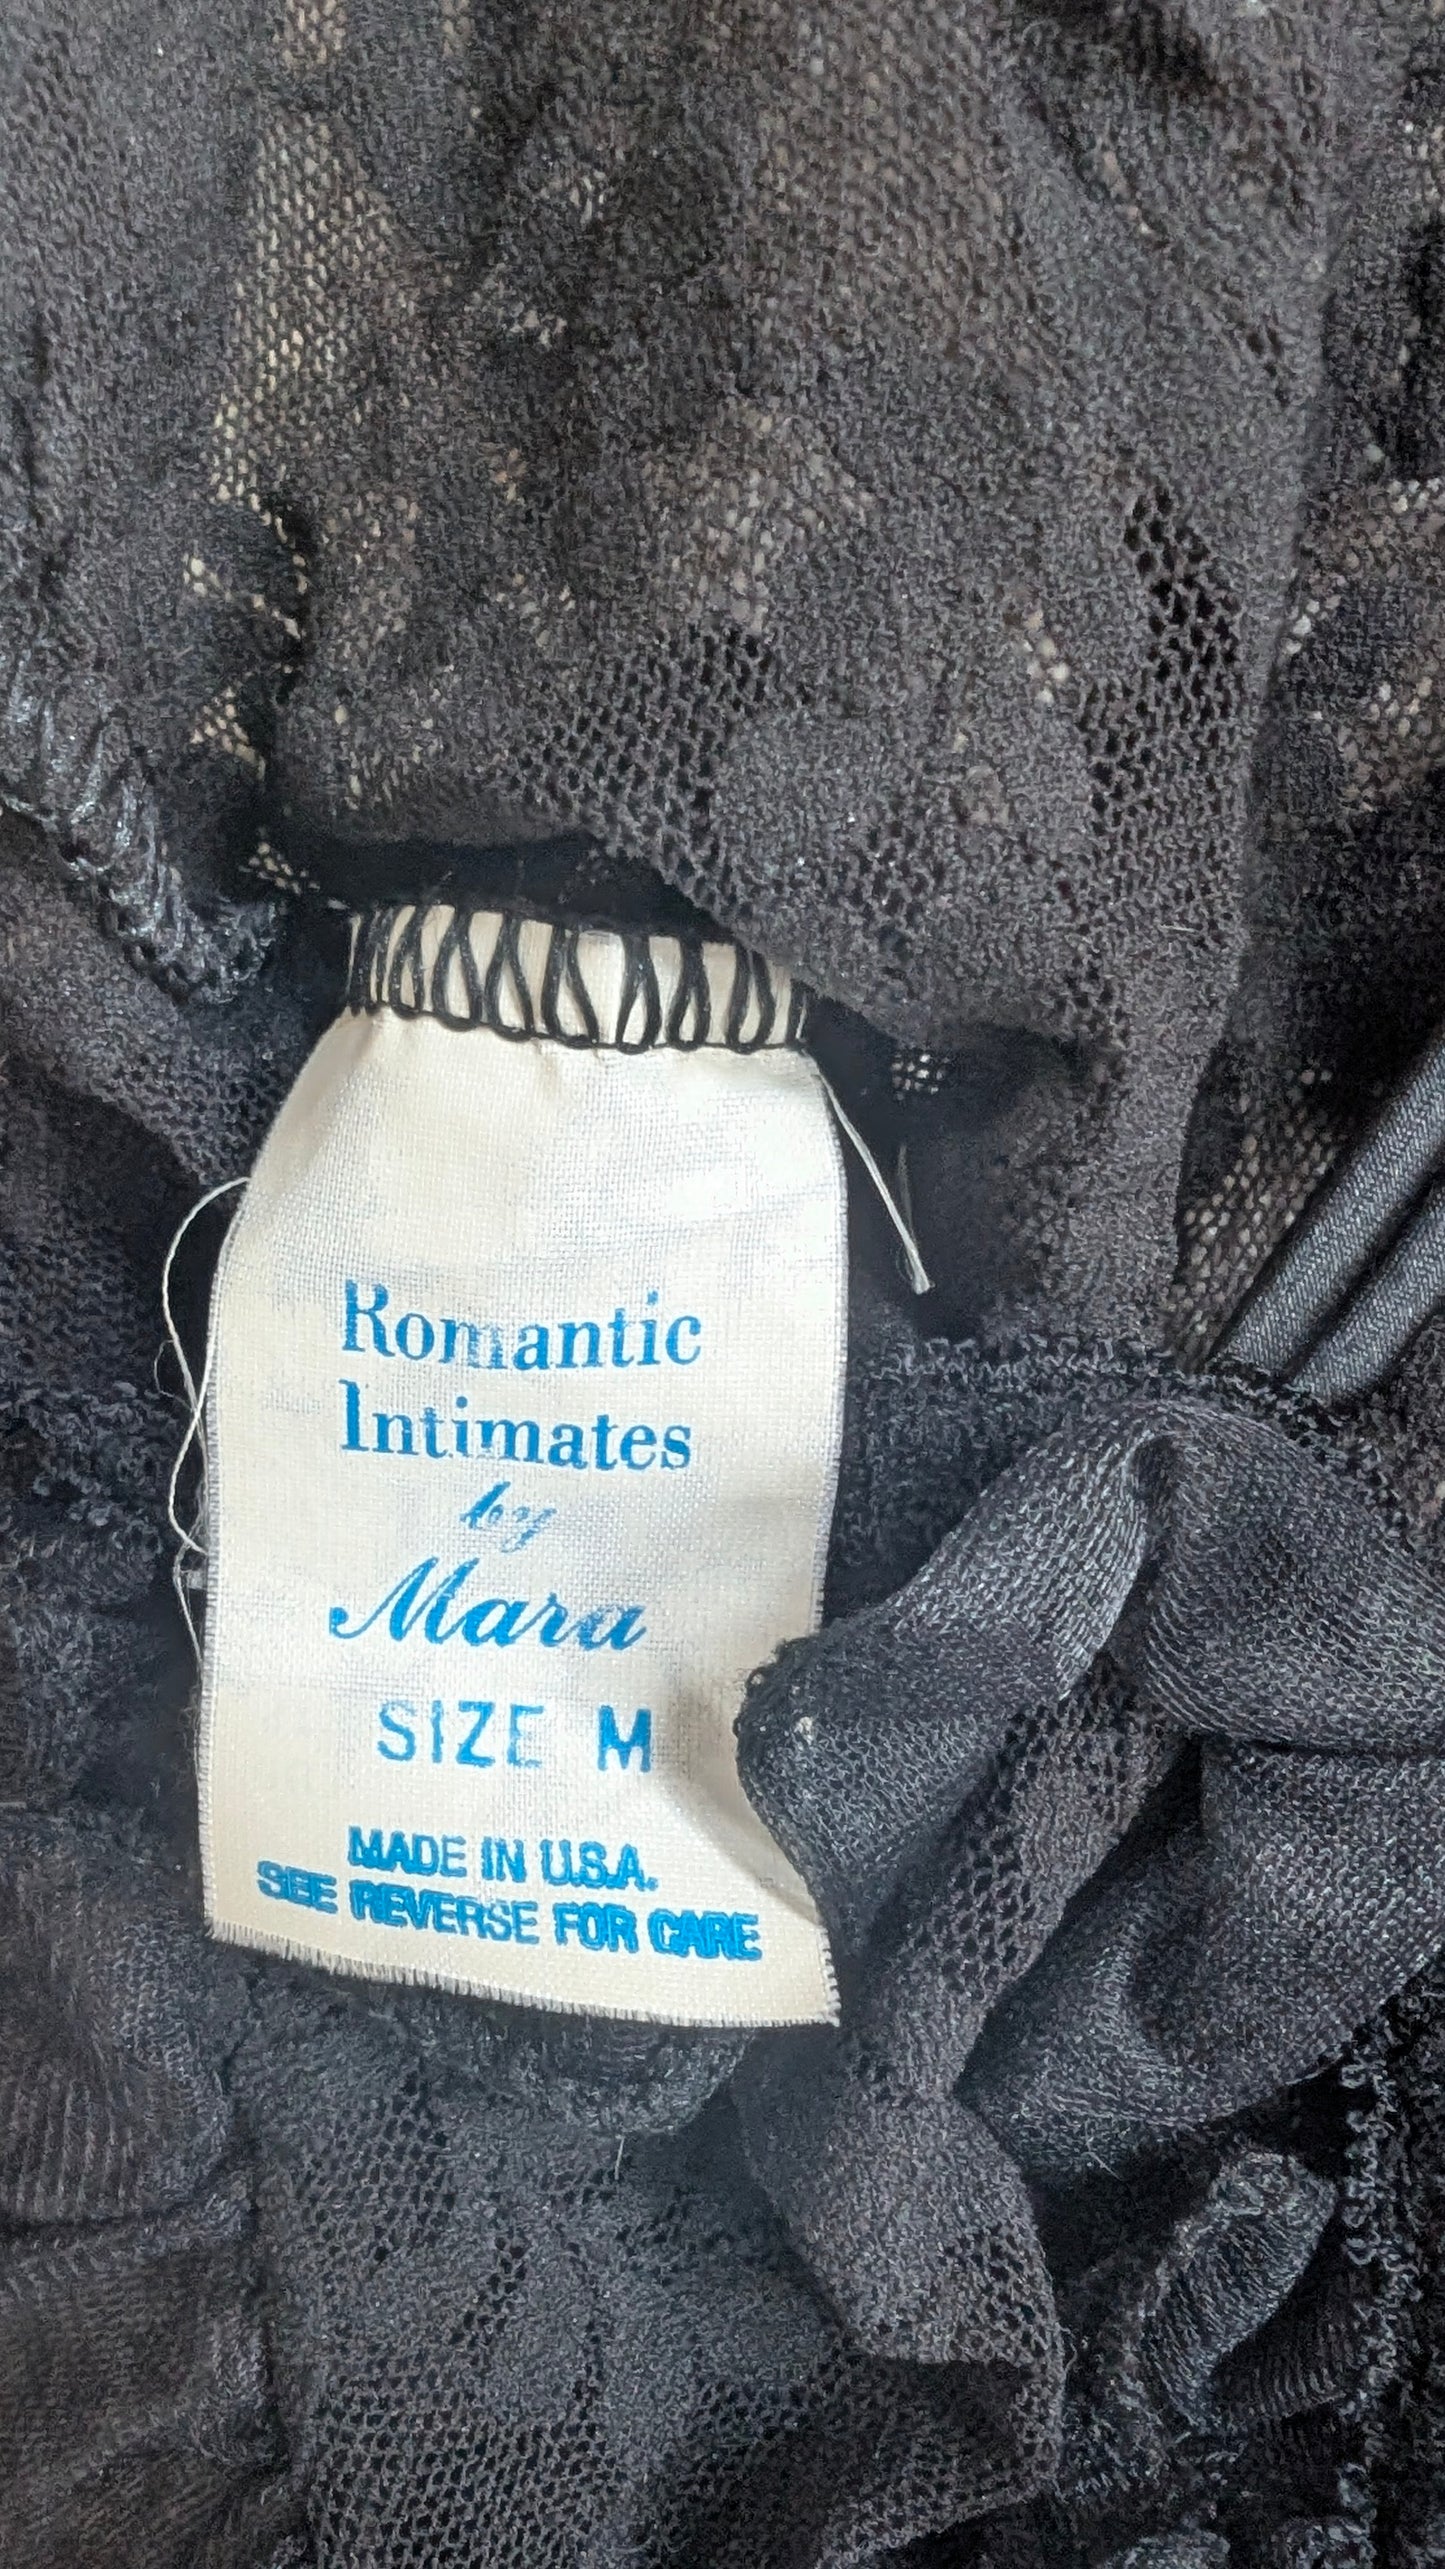 Romantic
Intimates
by
Mara
SIZE M
MADE IN U.S.A.
SEE REVERSE FOR CARE